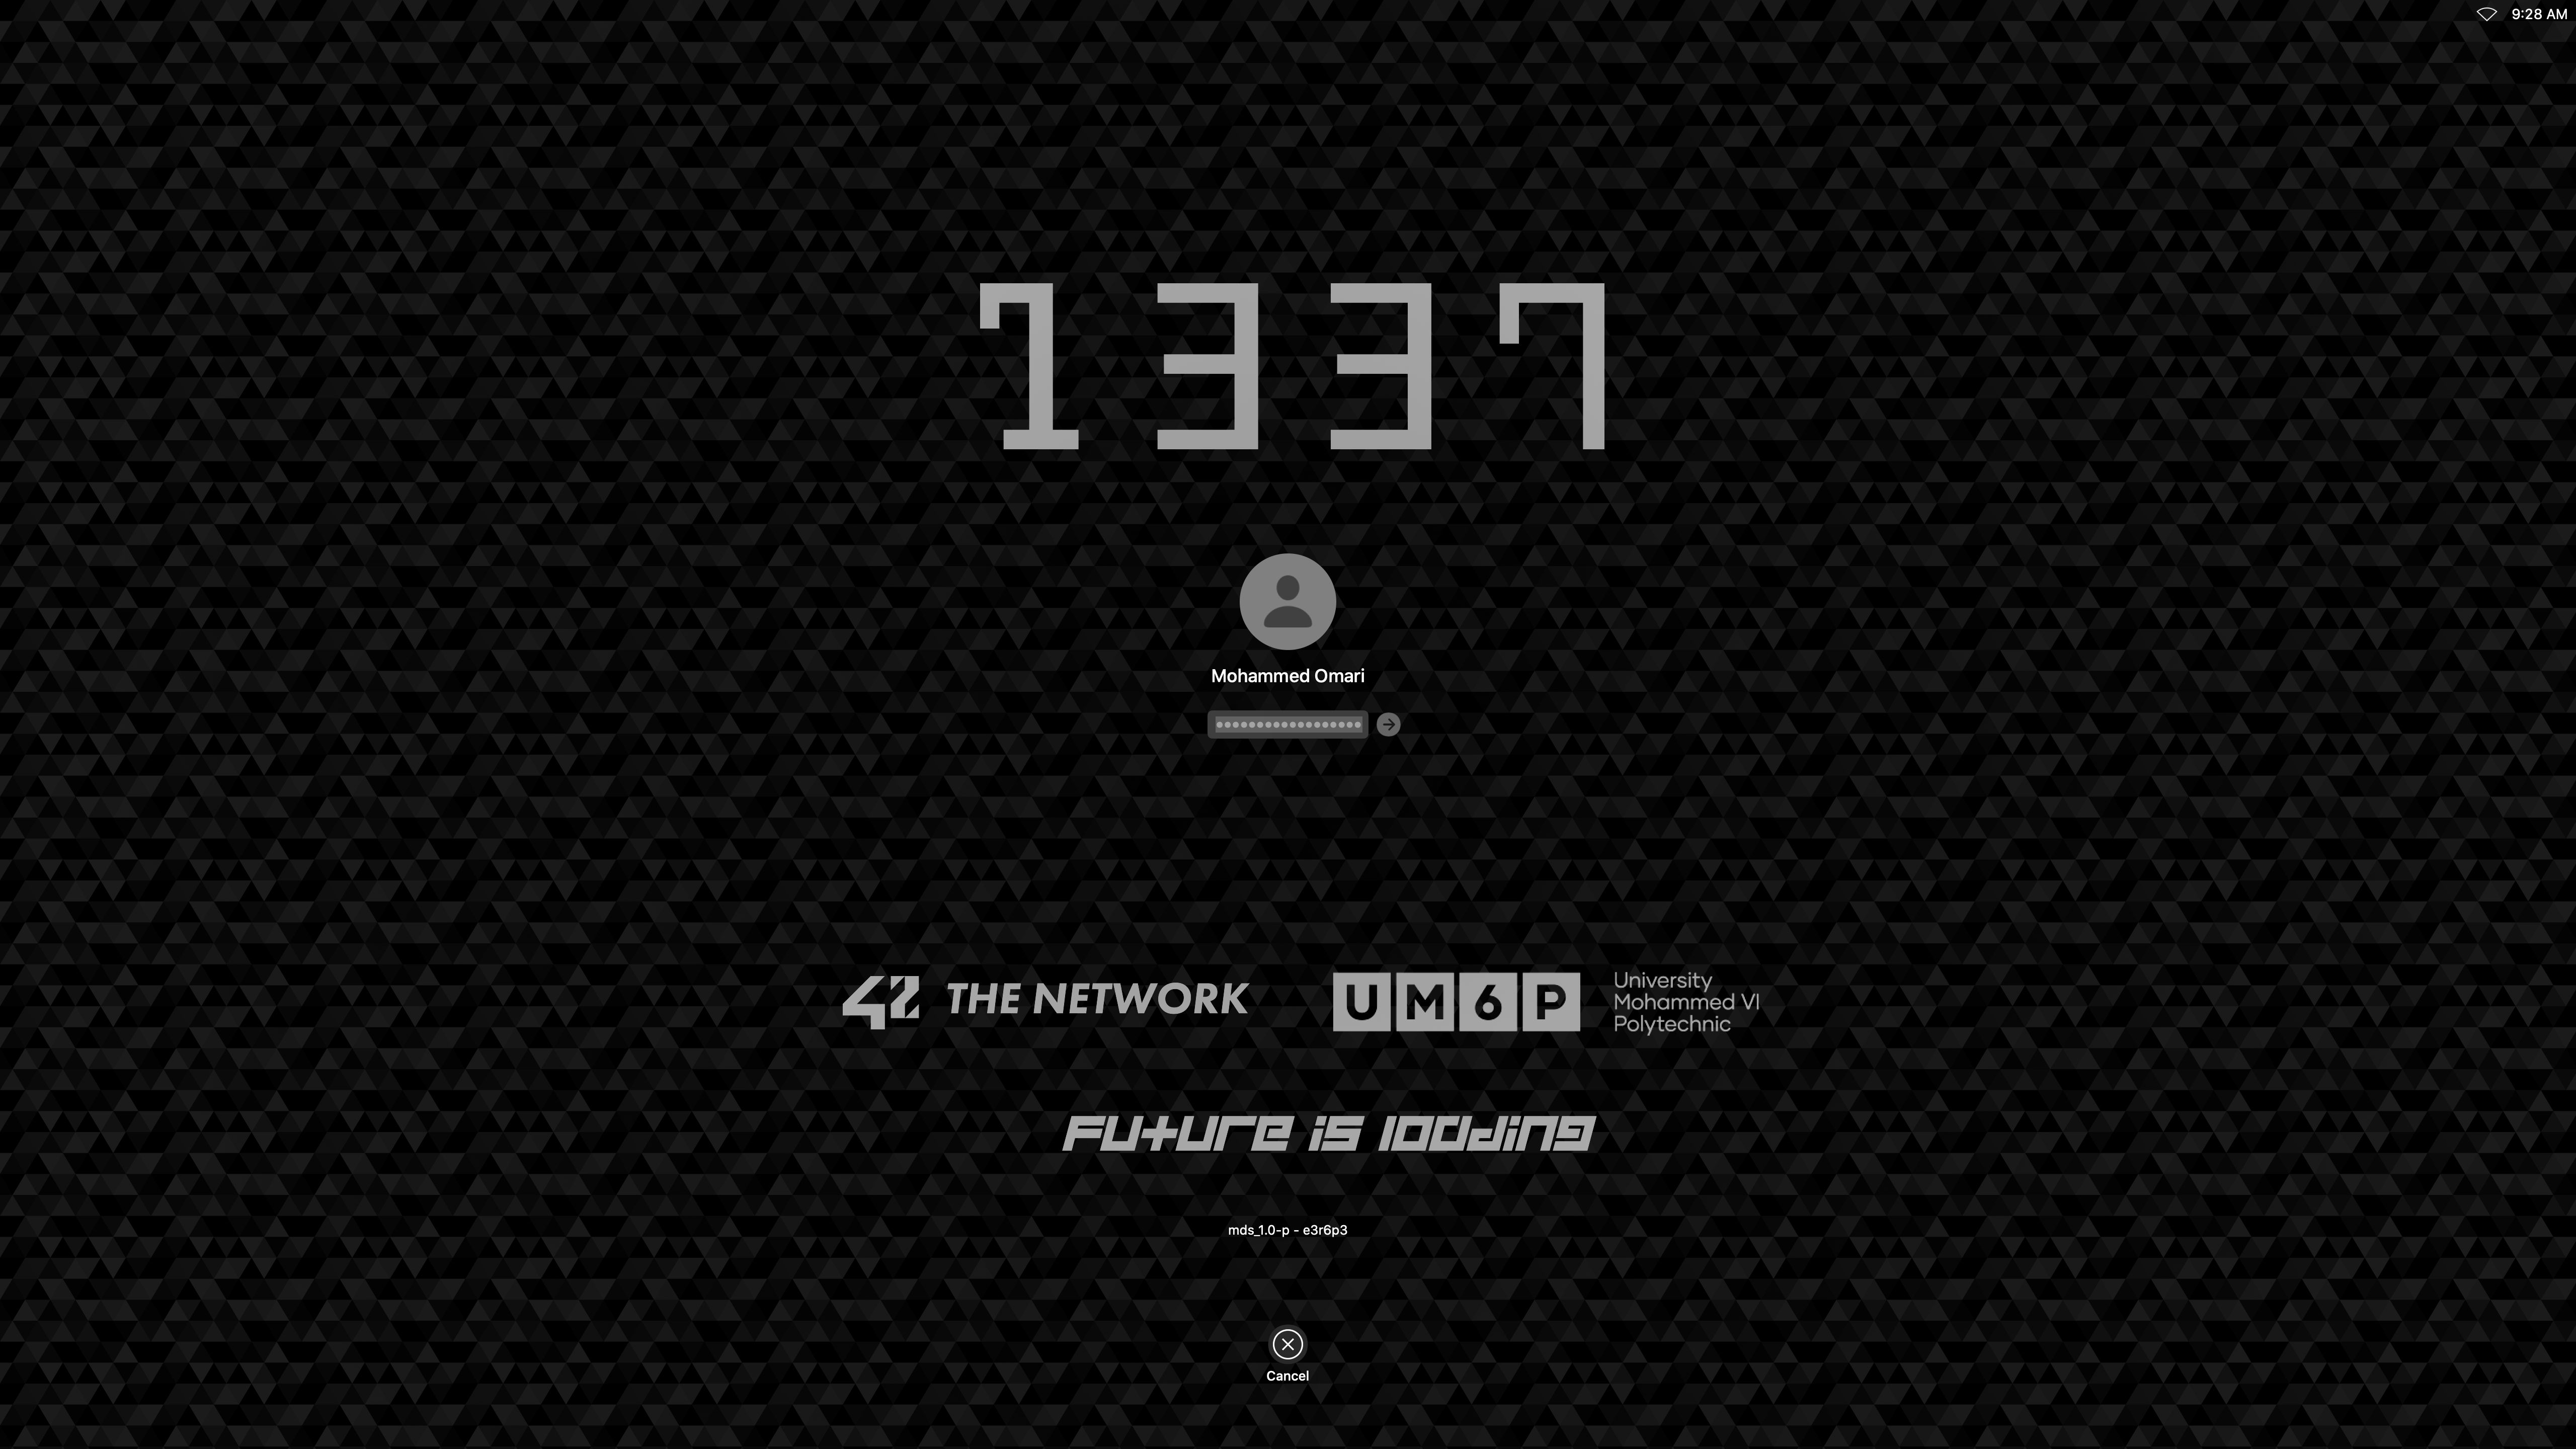 9:28 AM
1337
Mohammed Omari
42 THE NETWORK
UM6P
University
Mohammed VI
Polytechnic
Future is loading
mds_1.0-p - e3r6p3
Cancel